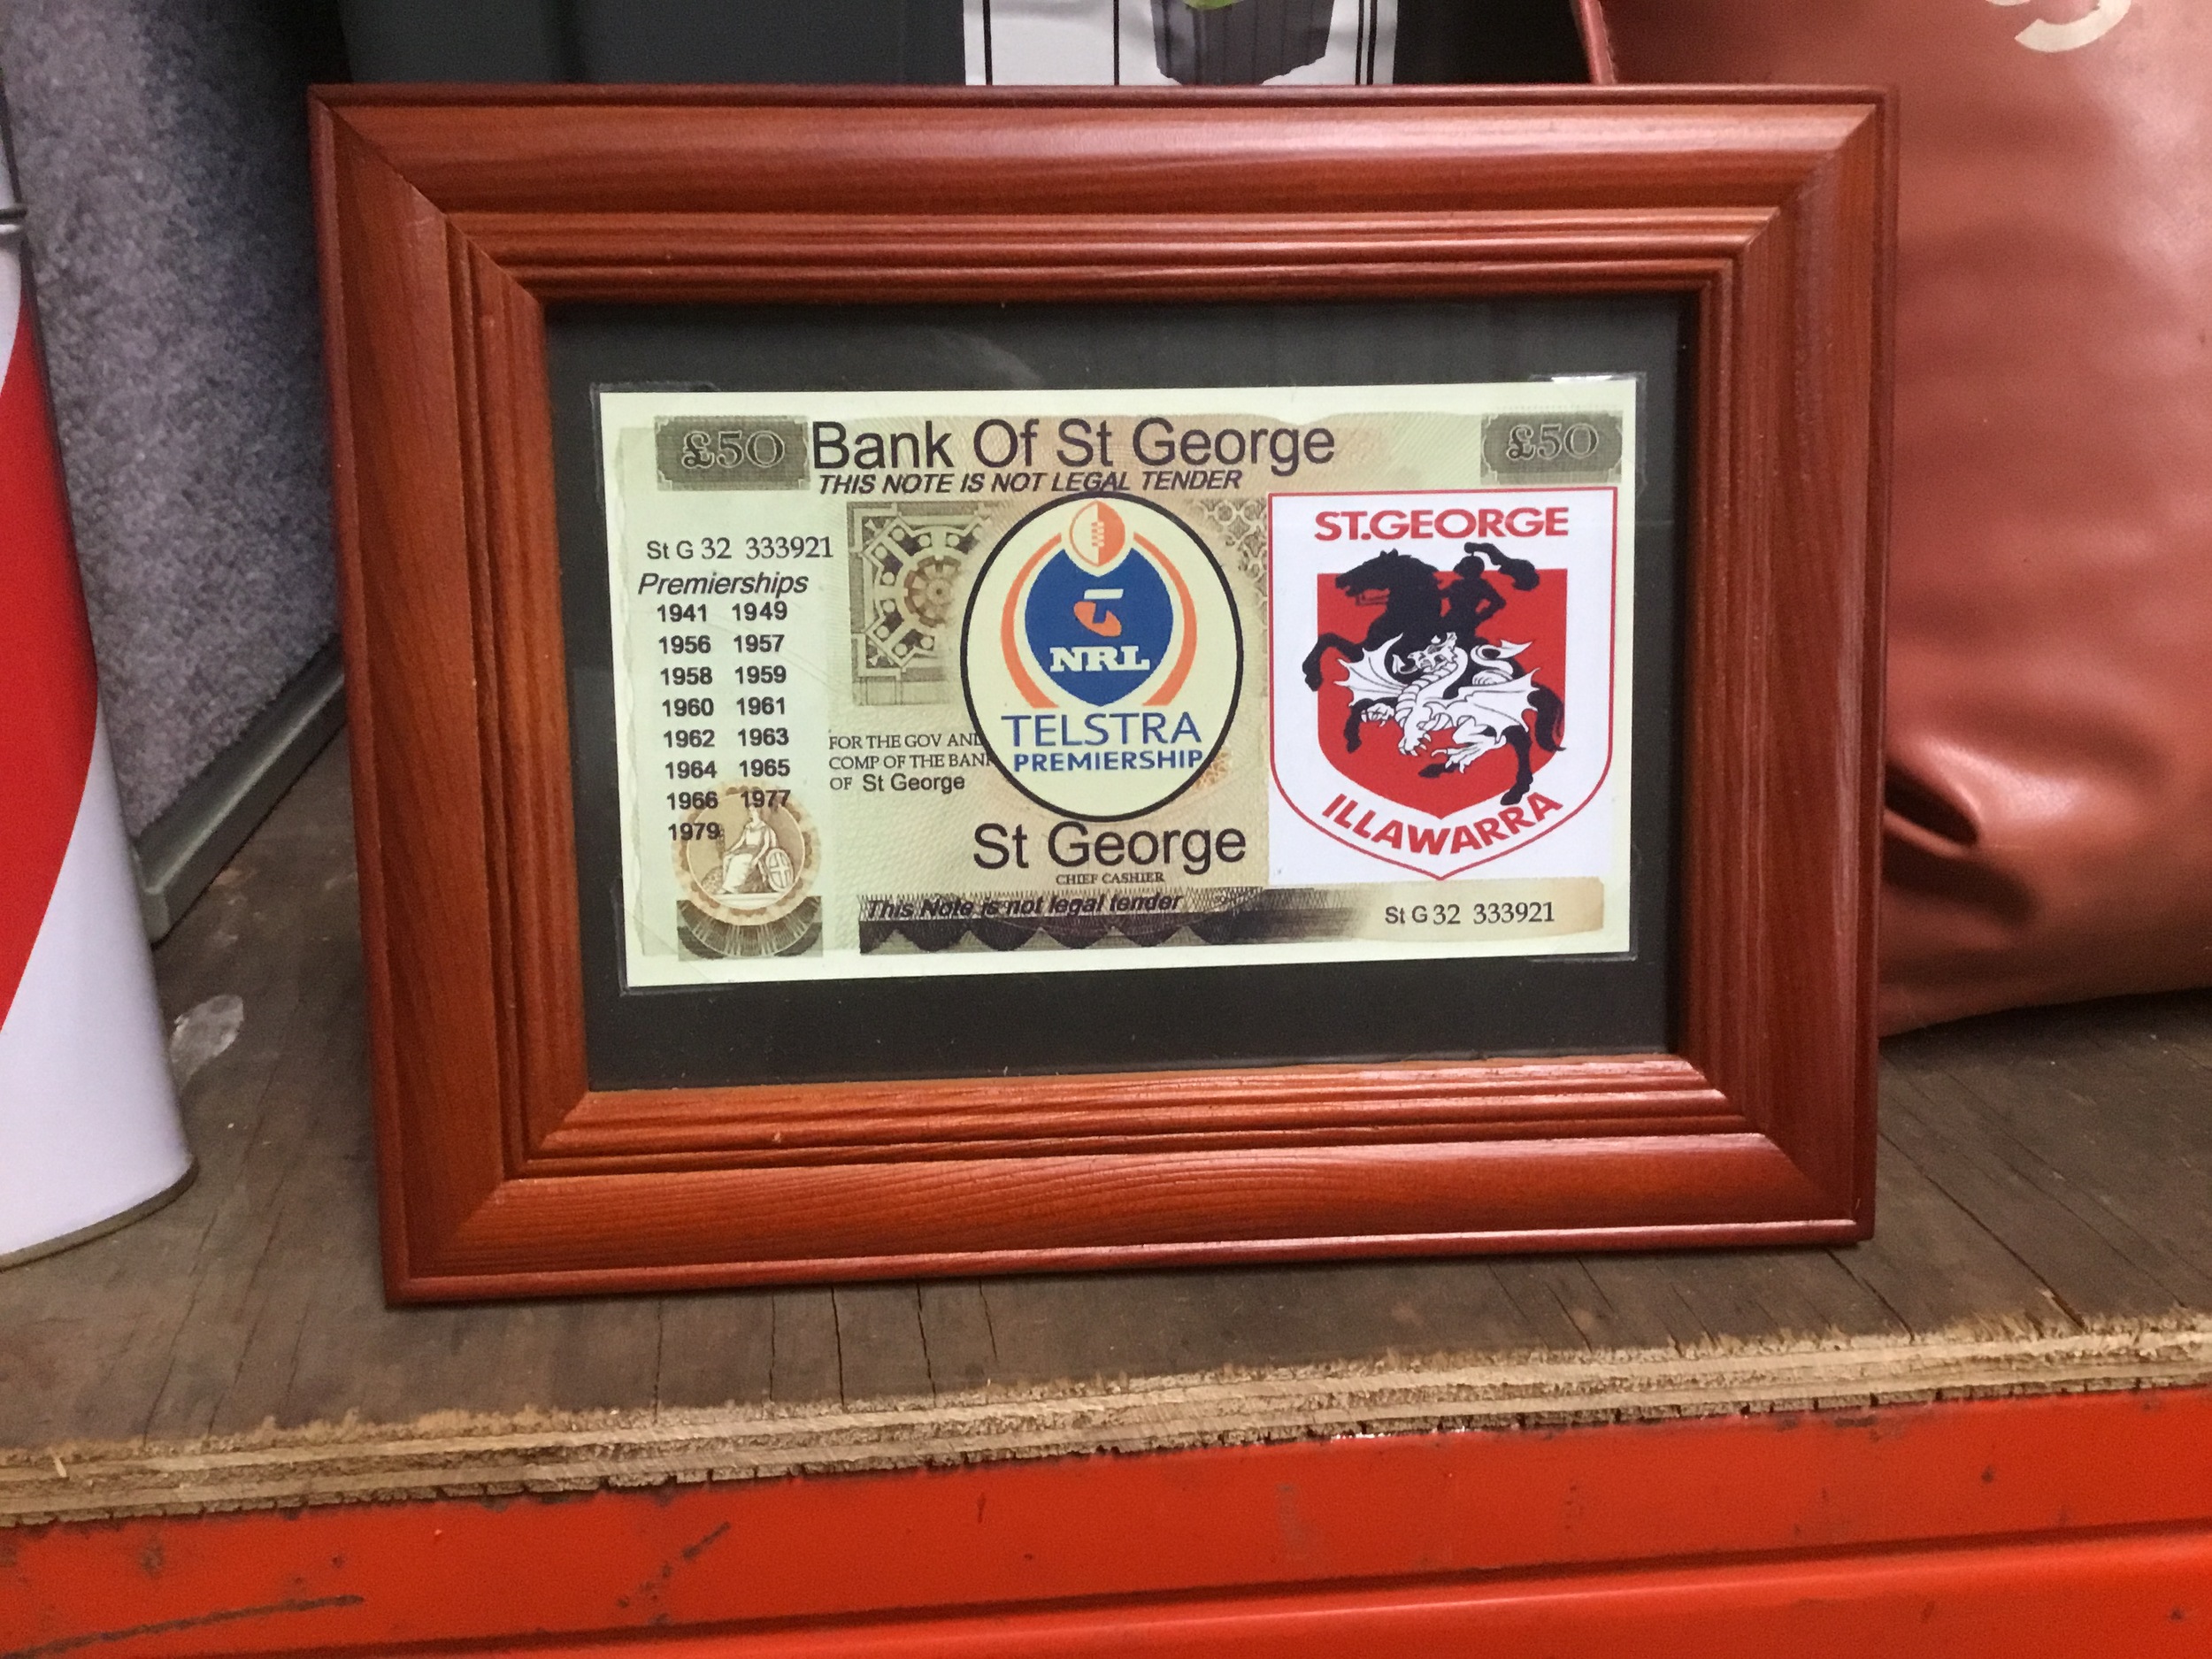 £50 Bank Of St George £50
THIS NOTE IS NOT LEGAL TENDER
St G 32 333921
Premierships
1941 1949
1956 1957
1958 1959
1960 1961
1962 1963
1964 1965
1966 1977
1979
FOR THE GOV AND
COMP OF THE BANK
OF St George
NRL
TELSTRA
PREMIERSHIP
St George
CHIEF CASHIER
This Note is not legal tender
ST.GEORGE
ILLAWARRA
St G 32 333921